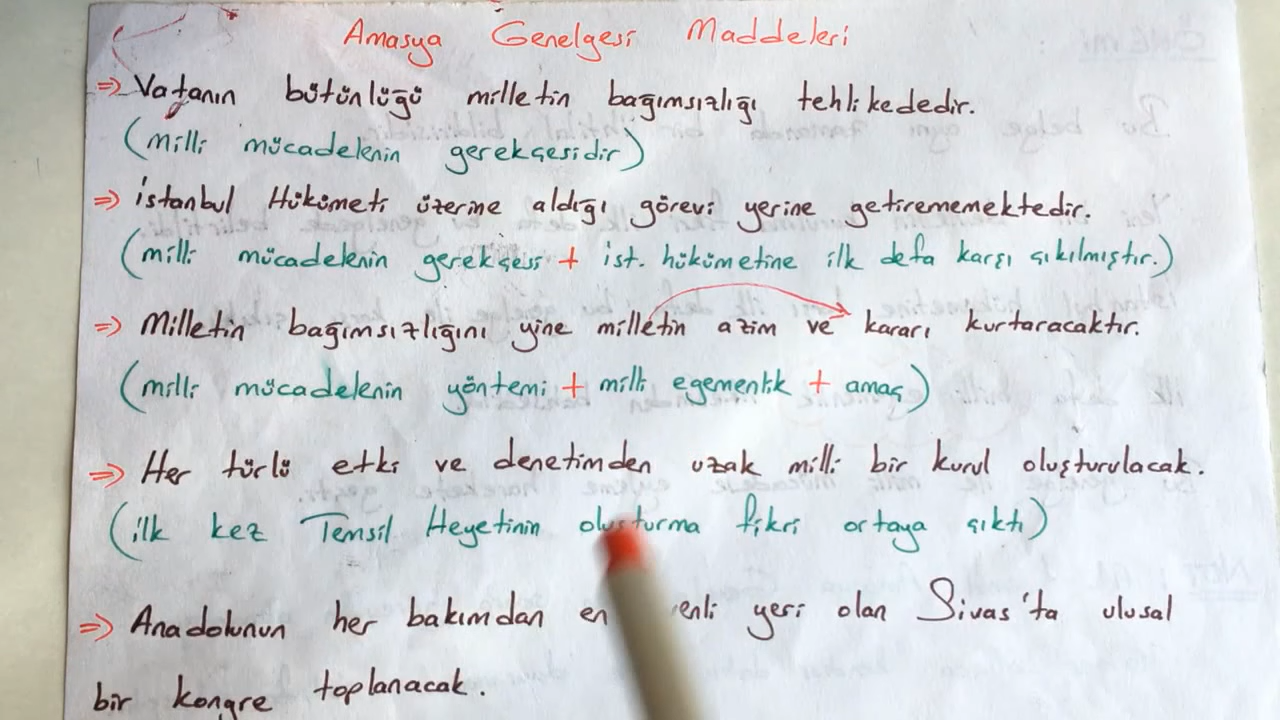 Amasya Genelgesi Maddeleri
⇒ Vatanın bütünlüğü milletin bağımsızlığı tehlikededir.
(milli mücadelenin gerekçesidir)
⇒ İstanbul Hükümeti üzerine aldığı görevi yerine getirememektedir.
(milli mücadelenin gerekçesi + ist. hükümetine ilk defa karşı çıkılmıştır.)
⇒ Milletin bağımsızlığını yine milletin azim ve kararı kurtaracaktır.
(milli mücadelenin yöntemi + milli egemenlik + amaç)
⇒ Her türlü etki ve denetimden uzak milli bir kurul oluşturulacak.
(ilk kez Temsil Heyetinin oluşturma fikri ortaya çıktı)
⇒ Anadolunun her bakımdan en yeri olan Sivas'ta ulusal
bir kongre toplanacak.